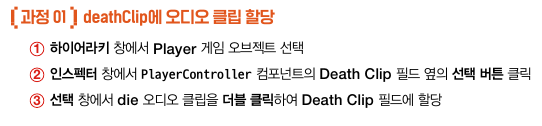 [과정 01] deathClip에 오디오 클립 할당
① 하이어라키 창에서 Player 게임 오브젝트 선택
② 인스펙터 창에서 PlayerController 컴포넌트의 Death Clip 필드 옆의 선택 버튼 클릭
③ 선택 창에서 die 오디오 클립을 더블 클릭하여 Death Clip 필드에 할당